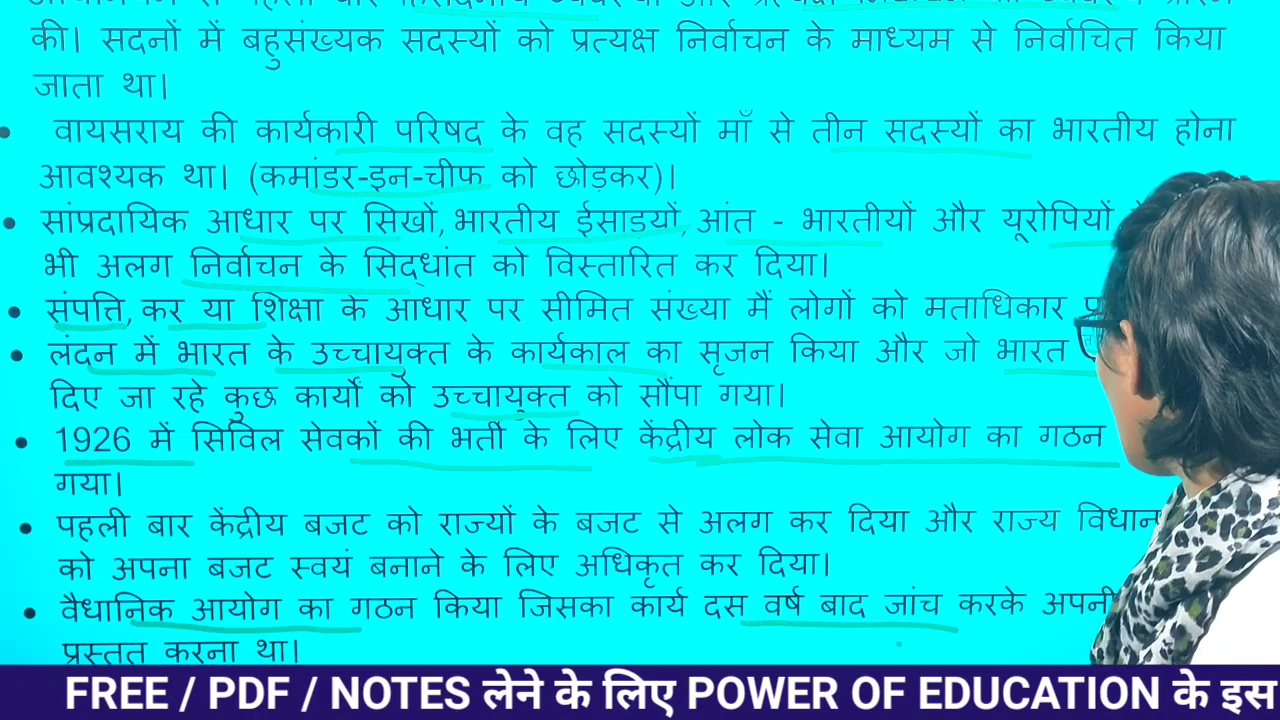 की। सदनों में बहुसंख्यक सदस्यों को प्रत्यक्ष निर्वाचन के माध्यम से निर्वाचित किया
जाता था।
• वायसराय की कार्यकारी परिषद के वह सदस्यों माँ से तीन सदस्यों का भारतीय होना
आवश्यक था। (कमांडर-इन-चीफ को छोड़कर)।
• सांप्रदायिक आधार पर सिखों, भारतीय ईसाडयों, आंत - भारतीयों और यूरोपियों
भी अलग निर्वाचन के सिद्धांत को विस्तारित कर दिया।
• संपत्ति, कर या शिक्षा के आधार पर सीमित संख्या मैं लोगों को मताधिकार
• लंदन में भारत के उच्चायुक्त के कार्यकाल का सृजन किया और जो भारत
दिए जा रहे कुछ कार्यों को उच्चायुक्त को सौंपा गया।
• 1926 में सिविल सेवकों की भर्ती के लिए केंद्रीय लोक सेवा आयोग का गठन
गया।
• पहली बार केंद्रीय बजट को राज्यों के बजट से अलग कर दिया और राज्य विधान
को अपना बजट स्वयं बनाने के लिए अधिकृत कर दिया।
• वैधानिक आयोग का गठन किया जिसका कार्य दस वर्ष बाद जांच करके अपनी
प्रस्तुत करना था।
FREE / PDF / NOTES लेने के लिए POWER OF EDUCATION के इस